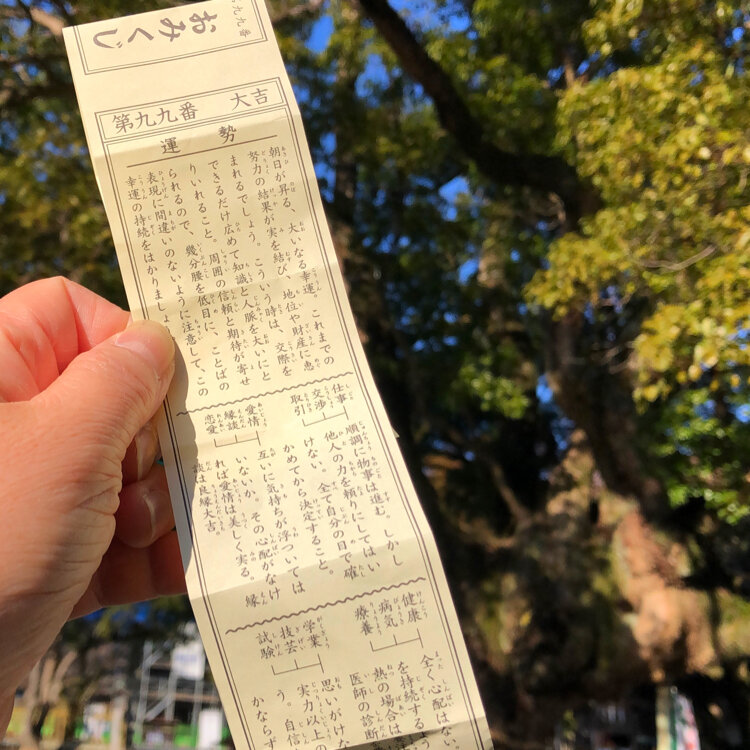 九九番
おみくじ
第九九番 大吉
運勢
朝日が昇る、大いなる幸運。これまでの
努力の結果が実を結び、地位や財産に恵
まれるでしょう。こういう時は、交際を
できるだけ広めて知識と人脈を大いにと
りいれること。周囲の信頼と期待が寄せ
られるので、幾分腰を低目に、ことばの
表現に間違いのないように注意して、この
幸運の持続をはかりまし
仕事
交渉
取引
順調に物事は進む。しかし
他人の力を頼りにしてはい
けない。全て自分の目で確
かめてから決定すること。
愛情
縁談
恋愛
互いに気持ちが浮ついては
いないか。その心配がなけ
れば愛情は美しく実る。縁
談は良縁大吉。
健康
病気
療養
全く心配はない
を持続するよう
熱の場合は
医師の診断
学業
技芸
試験
思いがけな
実力以上の
う。自信
かならず